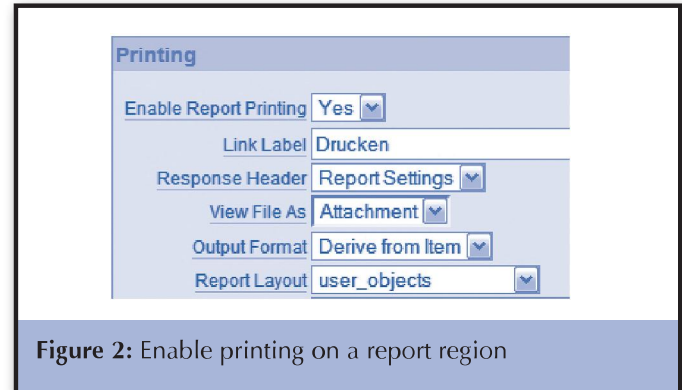 Printing
Enable Report Printing Yes
Link Label Drucken
Response Header Report Settings
View File As Attachment
Output Format Derive from Item
Report Layout user_objects
Figure 2: Enable printing on a report region